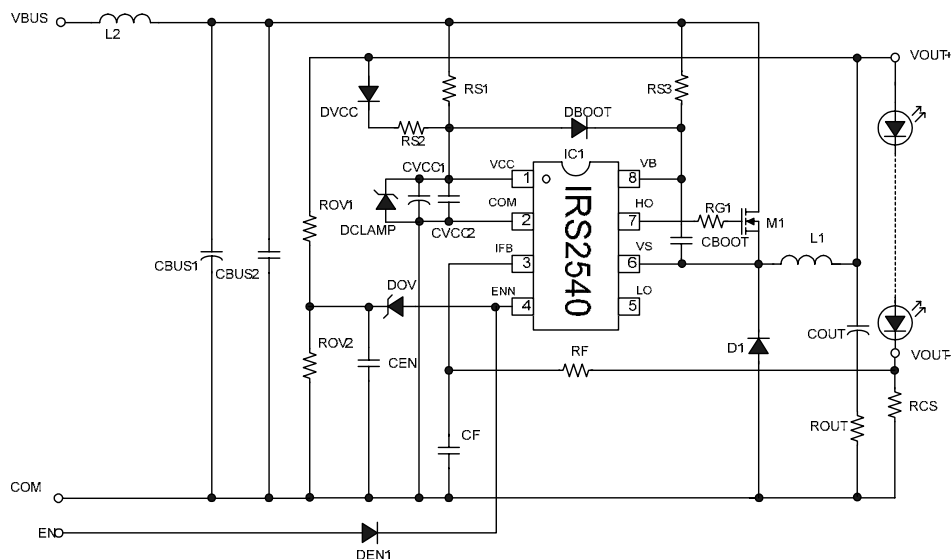 VBUS
L2
VOUT+
RS1
RS3
DVCC
DBOOT
RS2
IC1
CVCC1
VCC
1
8
VB
COM
2
7
HO
RG1
M1
ROV1
DCLAMP
CVCC2
IRS2540
CBOOT
L1
IFB
3
6
VS
CBUS1
CBUS2
DOV
ENN
4
5
LO
ROV2
CEN
RF
D1
COUT
VOUT-
RCS
CF
ROUT
COM
EN
DEN1